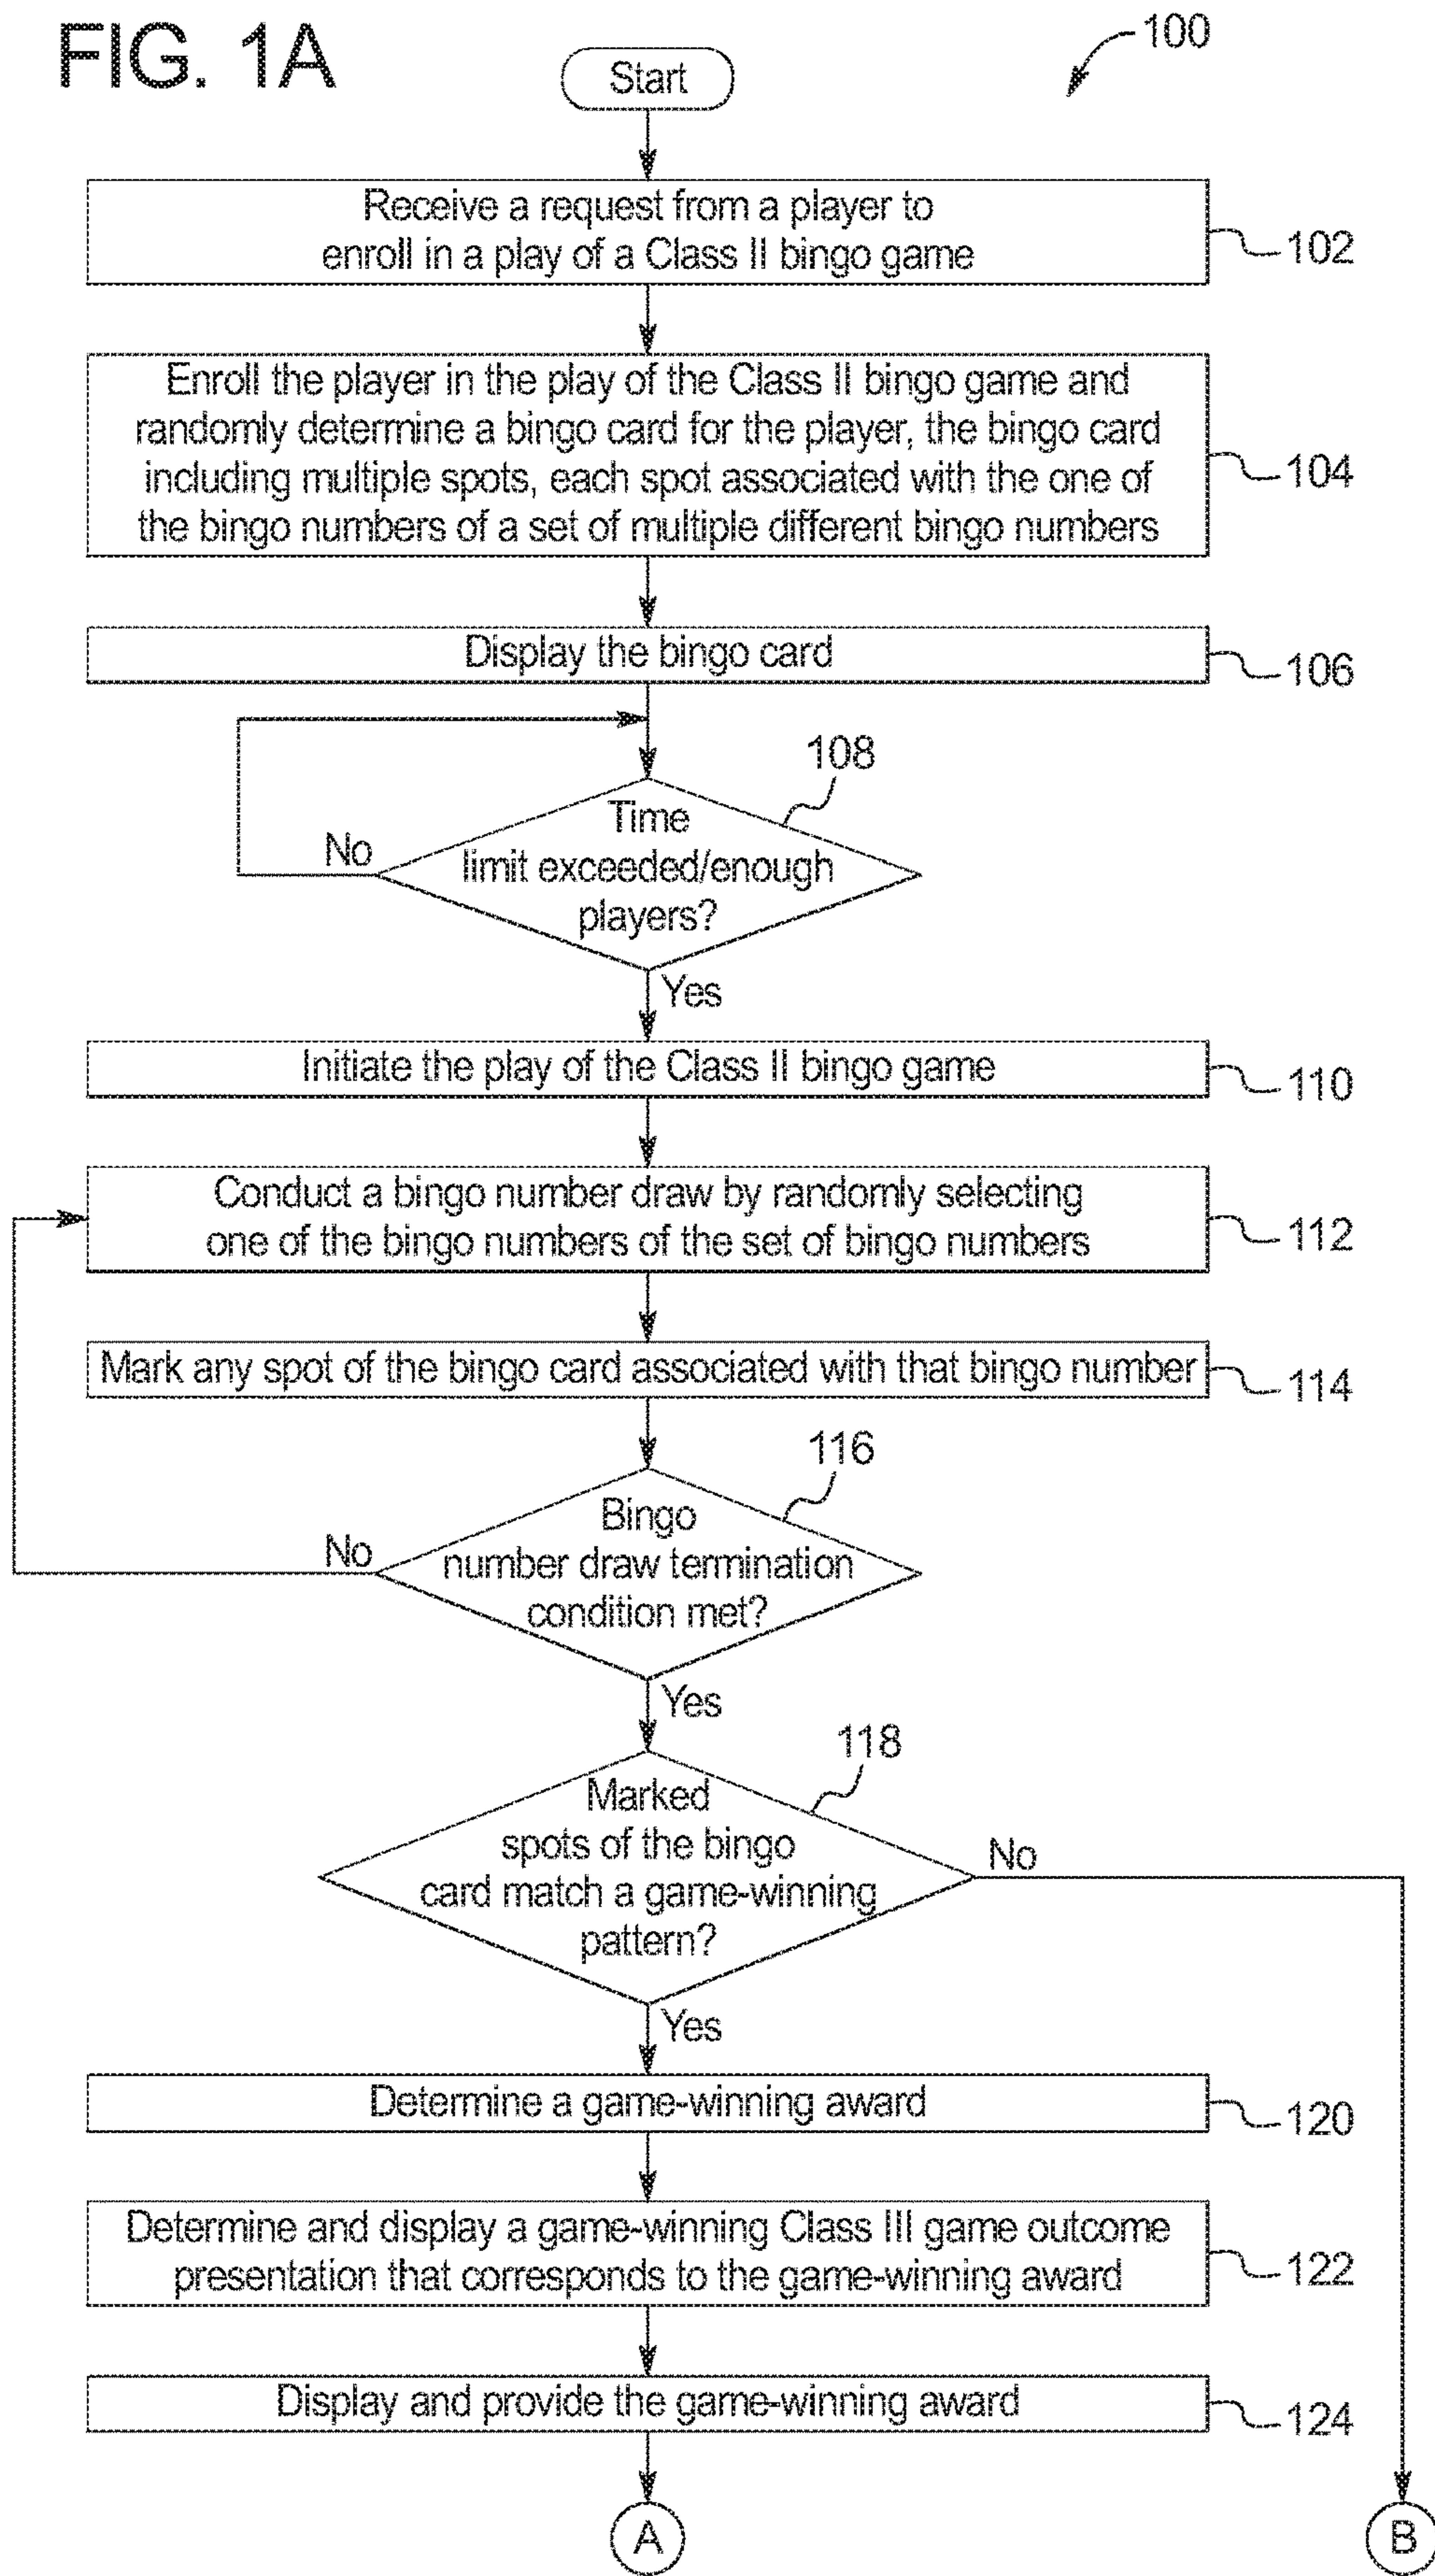 FIG. 1A
100
Start
Receive a request from a player to
enroll in a play of a Class II bingo game
102
Enroll the player in the play of the Class II bingo game and
randomly determine a bingo card for the player, the bingo card
including multiple spots, each spot associated with the one of
the bingo numbers of a set of multiple different bingo numbers
104
Display the bingo card
106
108
Time
limit exceeded/enough
players?
No
Yes
Initiate the play of the Class II bingo game
110
Conduct a bingo number draw by randomly selecting
one of the bingo numbers of the set of bingo numbers
112
Mark any spot of the bingo card associated with that bingo number
114
116
Bingo
number draw termination
condition met?
No
Yes
118
Marked
spots of the bingo
card match a game-winning
pattern?
No
Yes
Determine a game-winning award
120
Determine and display a game-winning Class III game outcome
presentation that corresponds to the game-winning award
122
Display and provide the game-winning award
124
A
B